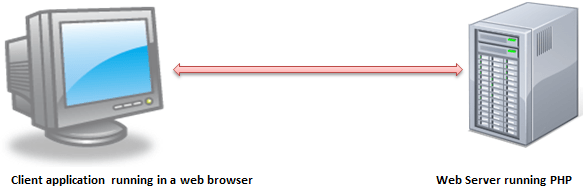 Client application running in a web browser
Web Server running PHP